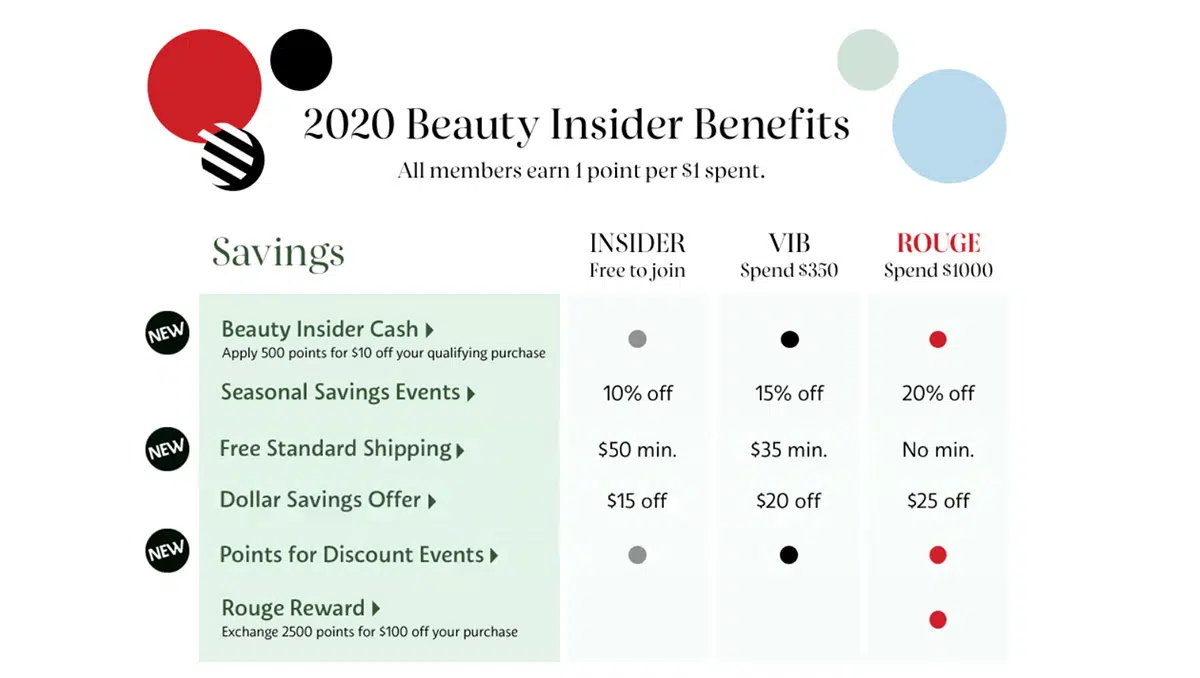 2020 Beauty Insider Benefits
All members earn 1 point per $1 spent.
Savings
INSIDER
Free to join
VIB
Spend $350
ROUGE
Spend $1000
NEW
Beauty Insider Cash
Apply 500 points for $10 off your qualifying purchase
Seasonal Savings Events
10% off
15% off
20% off
NEW
Free Standard Shipping
$50 min.
$35 min.
No min.
Dollar Savings Offer
$15 off
$20 off
$25 off
NEW
Points for Discount Events
Rouge Reward
Exchange 2500 points for $100 off your purchase